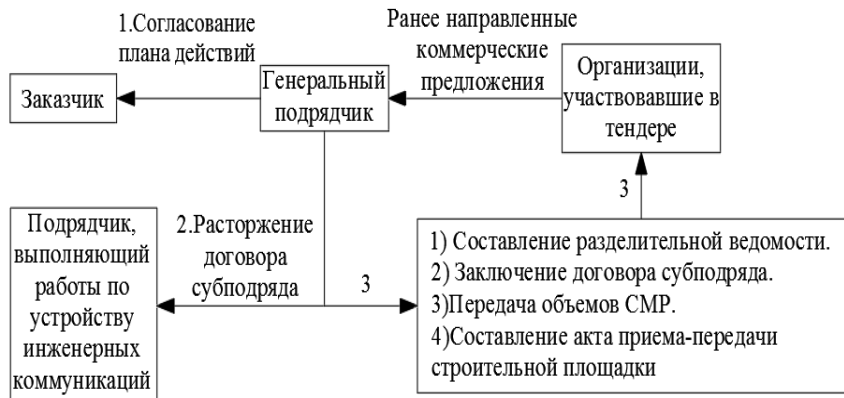 1.Согласование
плана действий
Ранее направленные
коммерческие
предложения
Заказчик
Генеральный
подрядчик
Организации,
участвовавшие в
тендере
3
Подрядчик,
выполняющий
работы по
устройству
инженерных
коммуникаций
2.Расторжение
договора
субподряда
3
1) Составление разделительной ведомости.
2) Заключение договора субподряда.
3)Передача объемов СМР.
4)Составление акта приема-передачи
строительной площадки